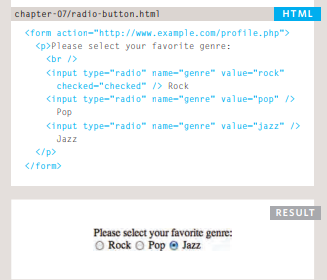 chapter-07/radio-button.html HTML
<form action="http://www.example.com/profile.php">
<p>Please select your favorite genre:
<br />
<input type="radio" name="genre" value="rock"
checked="checked" /> Rock
<input type="radio" name="genre" value="pop" />
Pop
<input type="radio" name="genre" value="jazz" />
Jazz
</p>
</form>
RESULT
Please select your favorite genre:
Rock Pop Jazz